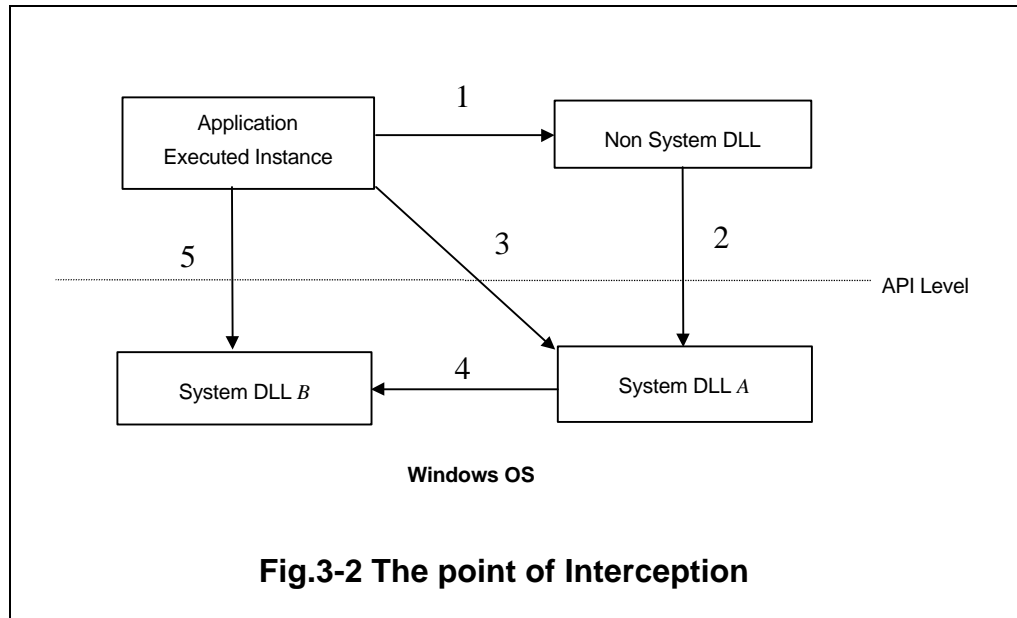 1
Application
Executed Instance
Non System DLL
5
3
2
API Level
4
System DLL B
System DLL A
Windows OS
Fig.3-2 The point of Interception